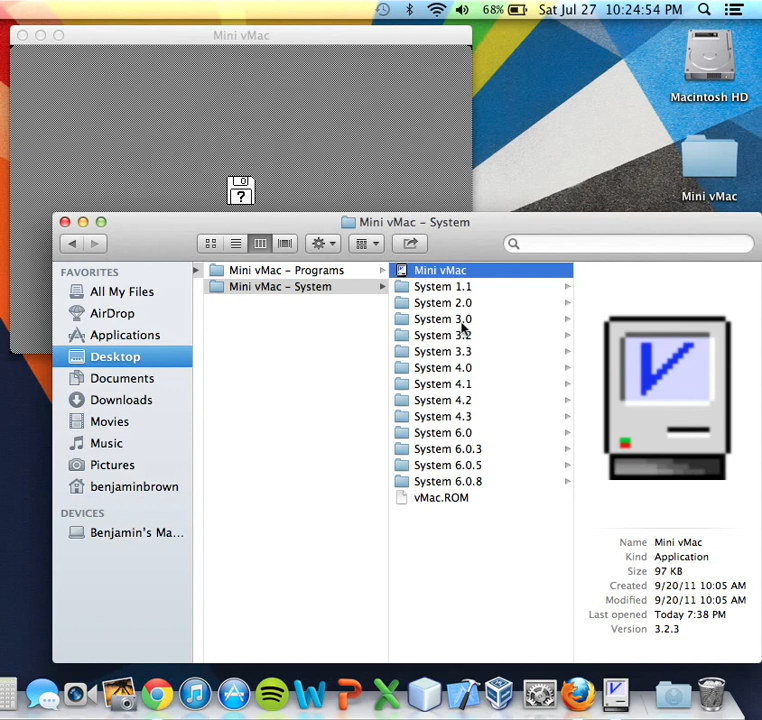 68% Sat Jul 27 10:24:54 PM
Mini vMac
?
Macintosh HD
Mini vMac
Mini vMac – System
FAVORITES
All My Files
AirDrop
Applications
Desktop
Documents
Downloads
Movies
Music
Pictures
benjaminbrown
DEVICES
Benjamin's Ma...
Mini vMac – Programs
Mini vMac – System
Mini vMac
System 1.1
System 2.0
System 3.0
System 3.2
System 3.3
System 4.0
System 4.1
System 4.2
System 4.3
System 6.0
System 6.0.3
System 6.0.5
System 6.0.8
vMac.ROM
Name Mini vMac
Kind Application
Size 97 KB
Created 9/20/11 10:05 AM
Modified 9/20/11 10:05 AM
Last opened Today 7:38 PM
Version 3.2.3